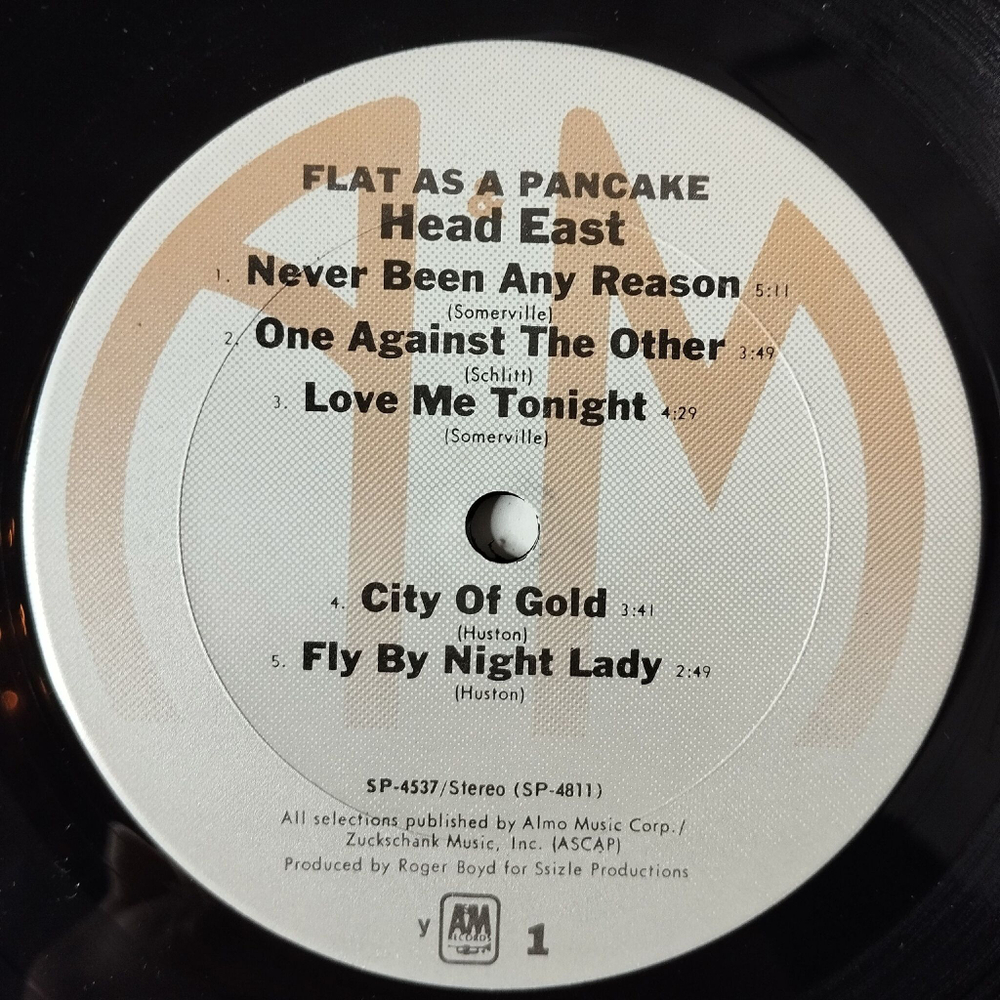 FLAT AS A PANCAKE
Head East
1. Never Been Any Reason 5:11
(Somerville)
2. One Against The Other 3:49
(Schlitt)
3. Love Me Tonight 4:29
(Somerville)
4. City Of Gold 3:41
(Huston)
5. Fly By Night Lady 2:49
(Huston)
SP-4537/Stereo (SP-4811)
All selections published by Almo Music Corp./
Zuckschank Music, Inc. (ASCAP)
Produced by Roger Boyd for Ssizle Productions
y A&M RECORDS 1